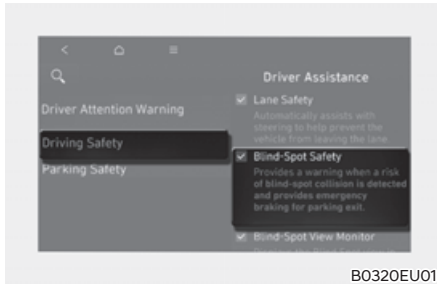 Driver Assistance
Driver Attention Warning
Driving Safety
Parking Safety
Lane Safety
Automatically assists with
steering to help prevent the
vehicle from leaving the lane.
Blind-Spot Safety
Provides a warning when a risk
of blind-spot collision is detected
and provides emergency
braking for parking exit.
Blind-Spot View Monitor
B0320EU01